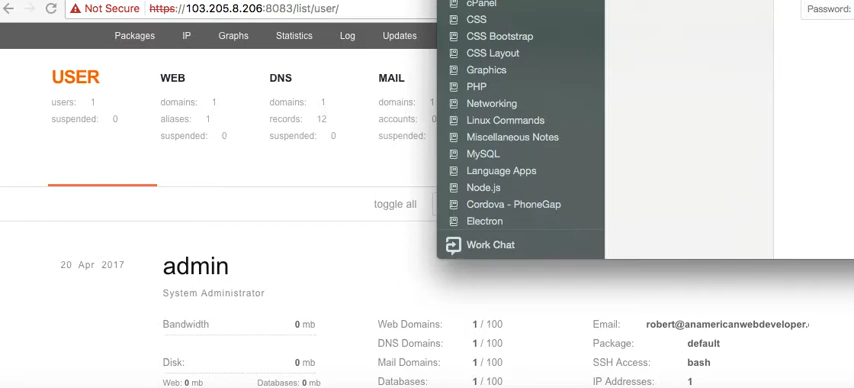 Not Secure https://103.205.8.206:8083/list/user/
Packages IP Graphs Statistics Log Updates
USER WEB DNS MAIL
users: 1 domains: 1 domains: 1 domains: 1
suspended: 0 aliases: 1 records: 12 accounts: 0
suspended: 0 suspended: 0 suspended:
toggle all
20 Apr 2017 admin
System Administrator
Bandwidth 0 mb Web Domains: 1 / 100 Email: robert@anamericanwebdeveloper.
DNS Domains: 1 / 100 Package: default
Disk: 0 mb Mail Domains: 1 / 100 SSH Access: bash
Web: 0 mb Databases: 0 mb Databases: 1 / 100 IP Addresses: 1
cPanel
CSS
CSS Bootstrap
CSS Layout
Graphics
PHP
Networking
Linux Commands
Miscellaneous Notes
MySQL
Language Apps
Node.js
Cordova - PhoneGap
Electron
Work Chat
Password: